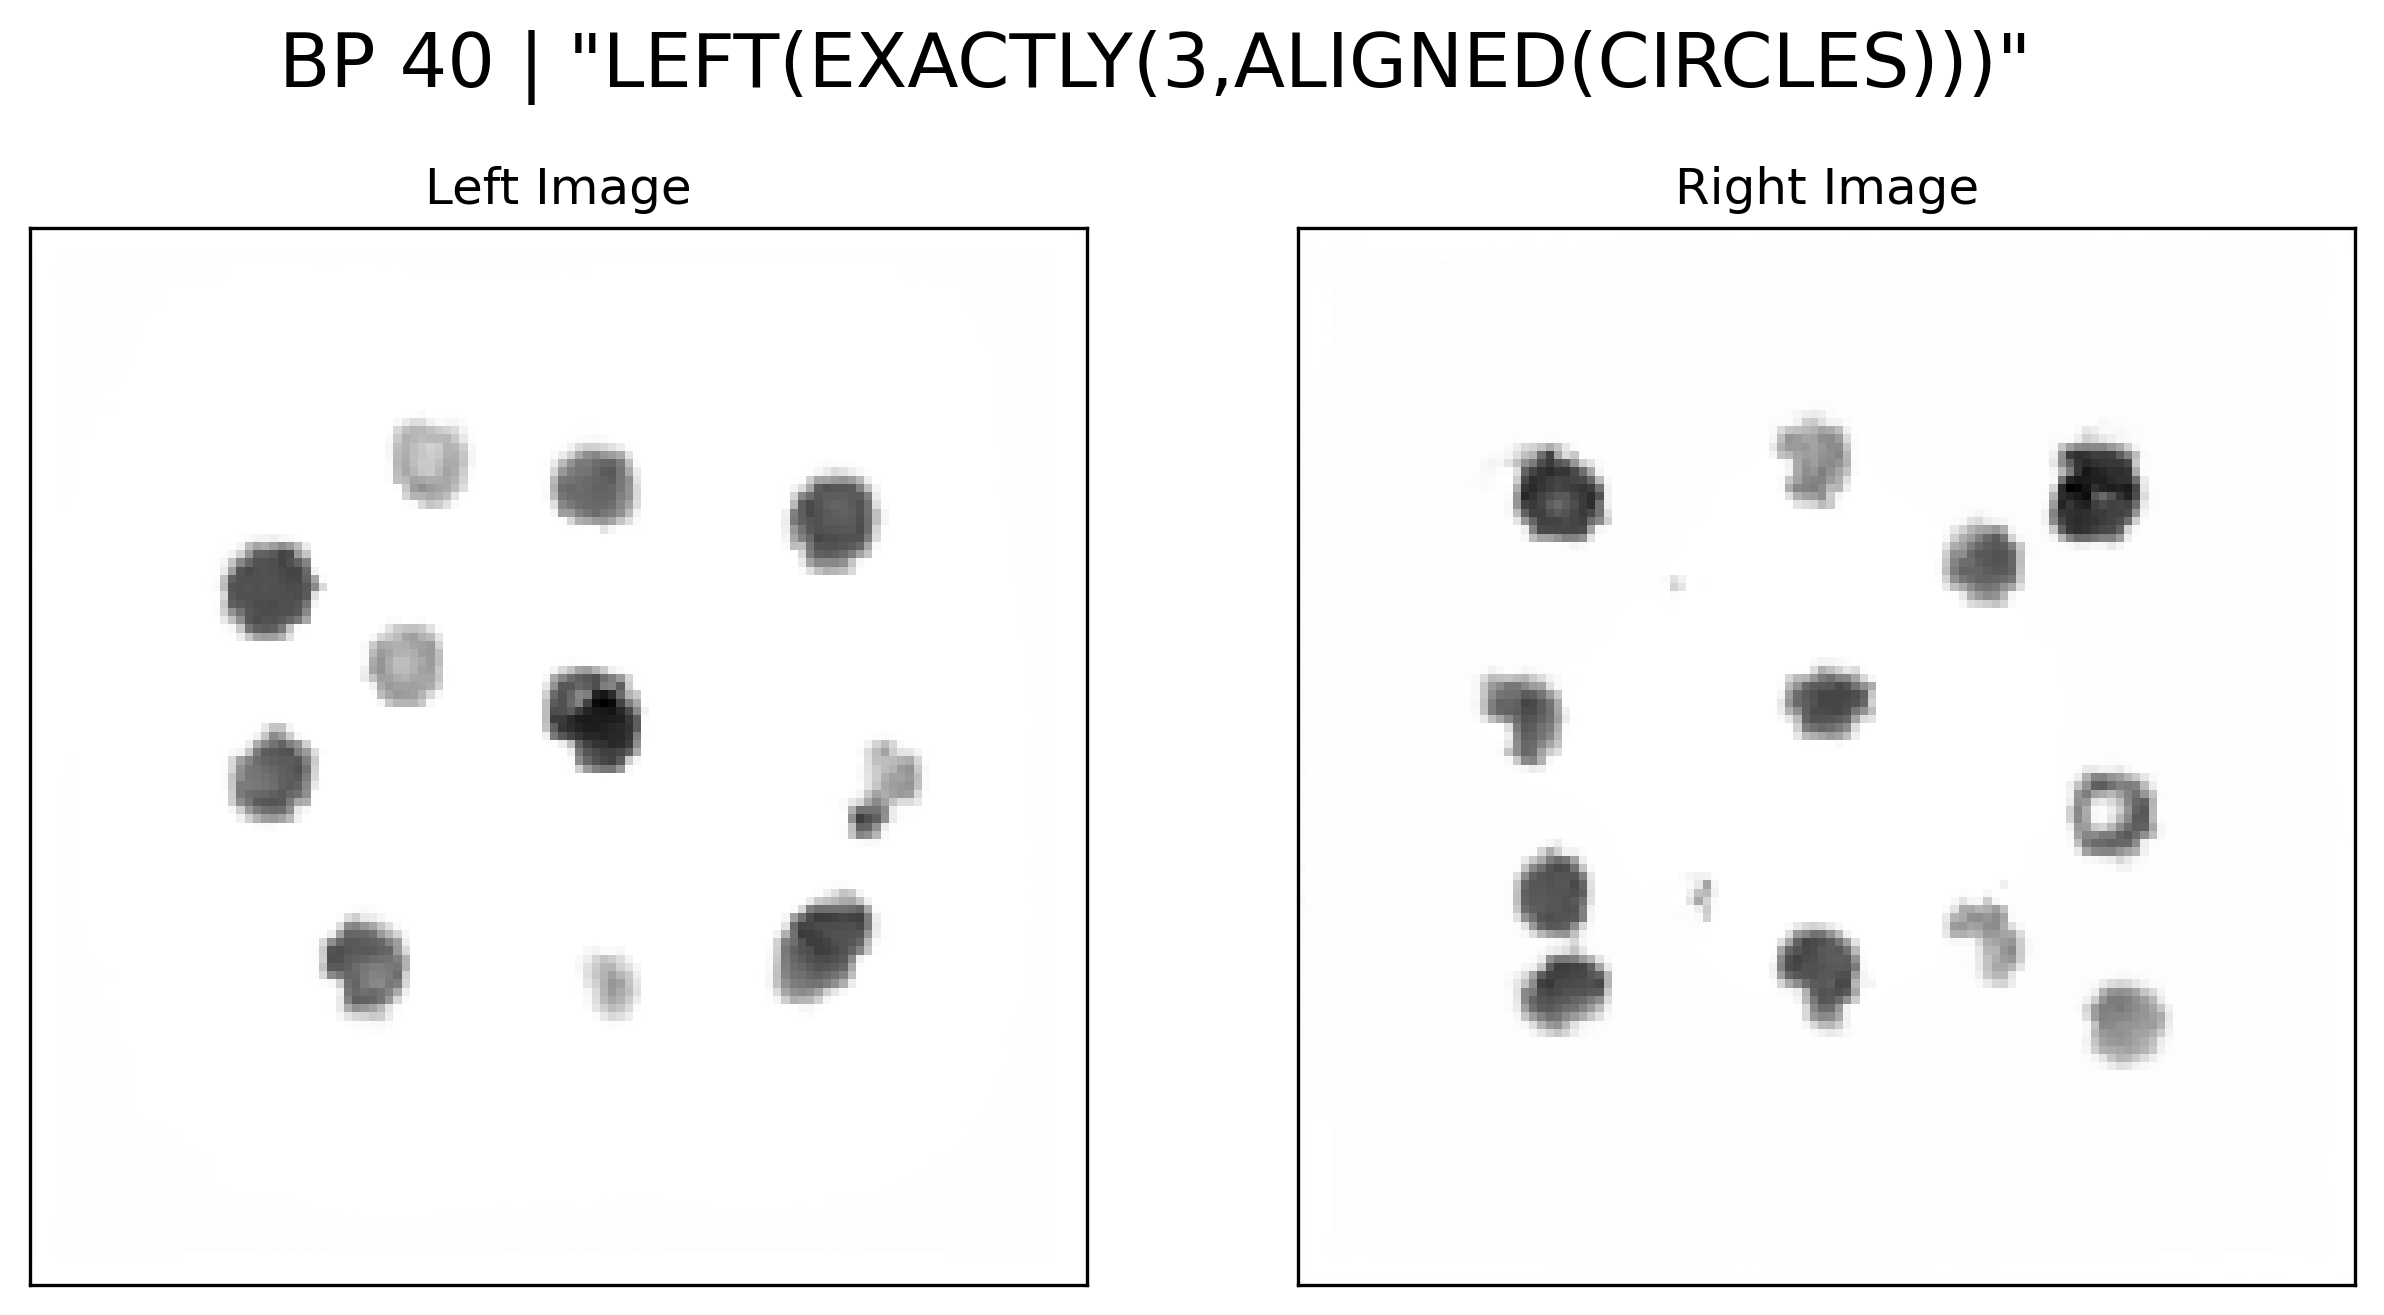 BP 40 | "LEFT(EXACTLY(3,ALIGNED(CIRCLES)))"
Left Image
Right Image